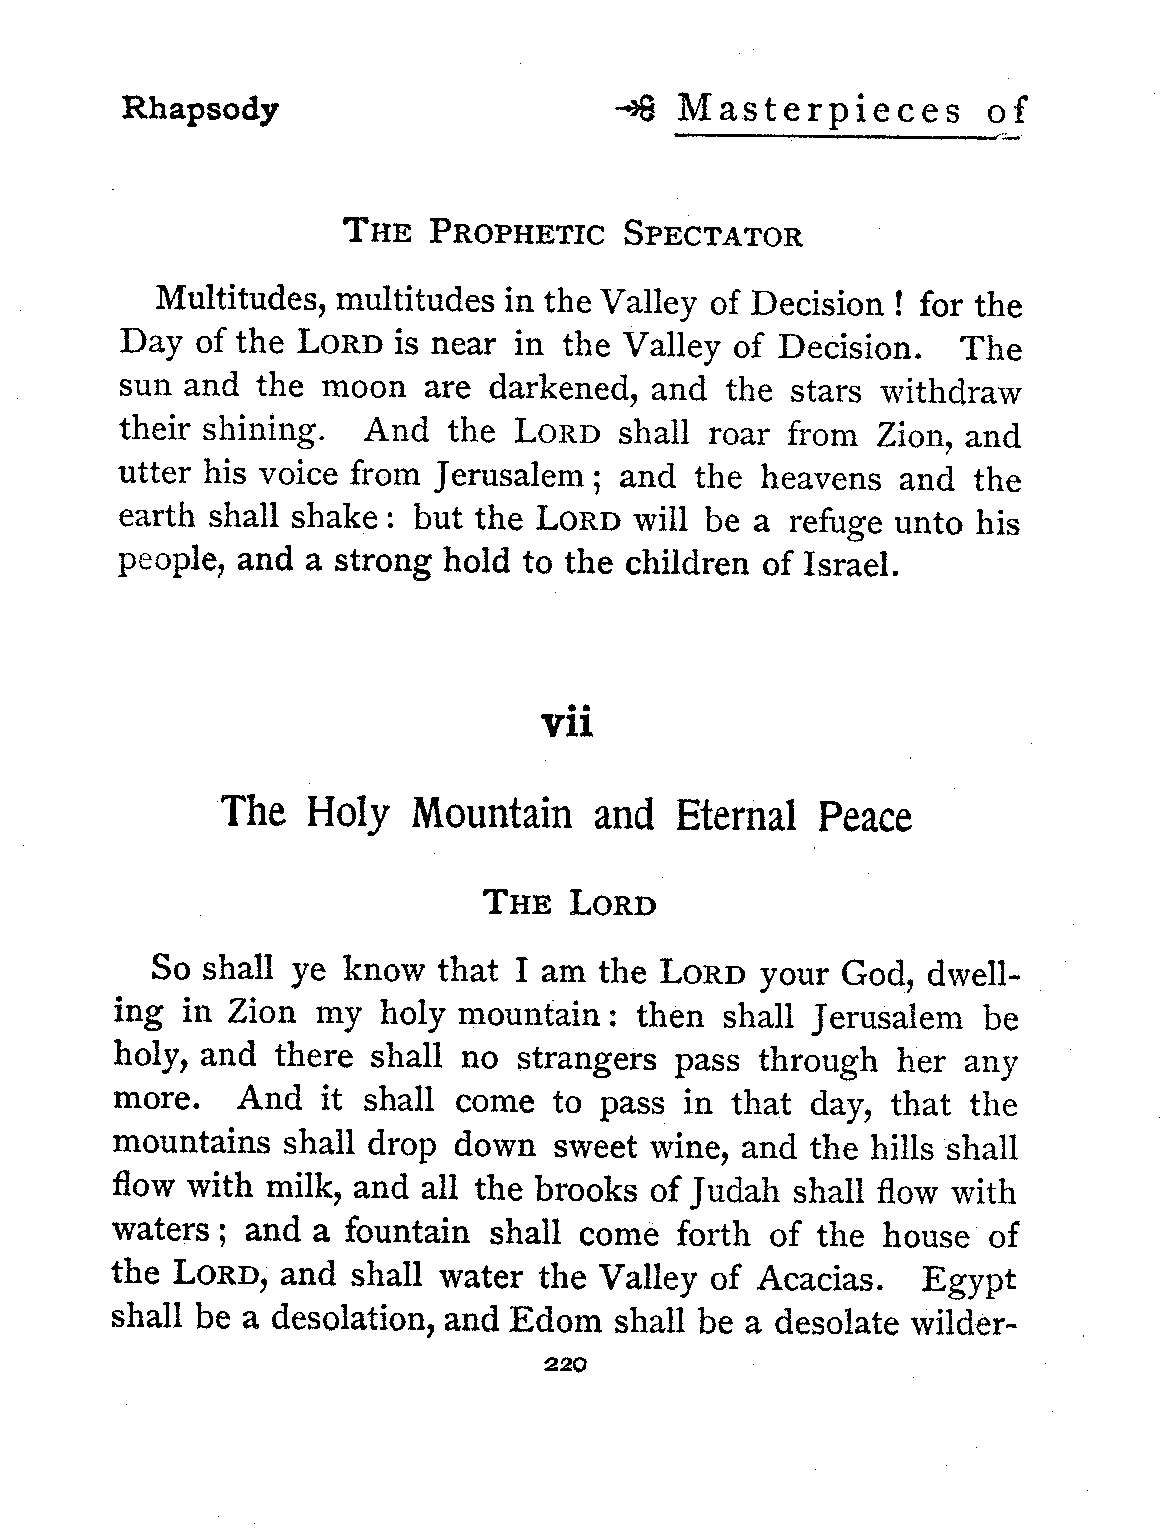 Rhapsody Masterpieces of
THE PROPHETIC SPECTATOR
Multitudes, multitudes in the Valley of Decision ! for the
Day of the LORD is near in the Valley of Decision. The
sun and the moon are darkened, and the stars withdraw
their shining. And the LORD shall roar from Zion, and
utter his voice from Jerusalem ; and the heavens and the
earth shall shake : but the LORD will be a refuge unto his
people, and a strong hold to the children of Israel.
vii
The Holy Mountain and Eternal Peace
THE LORD
So shall ye know that I am the LORD your God, dwell-
ing in Zion my holy mountain : then shall Jerusalem be
holy, and there shall no strangers pass through her any
more. And it shall come to pass in that day, that the
mountains shall drop down sweet wine, and the hills shall
flow with milk, and all the brooks of Judah shall flow with
waters ; and a fountain shall come forth of the house of
the LORD, and shall water the Valley of Acacias. Egypt
shall be a desolation, and Edom shall be a desolate wilder-
220